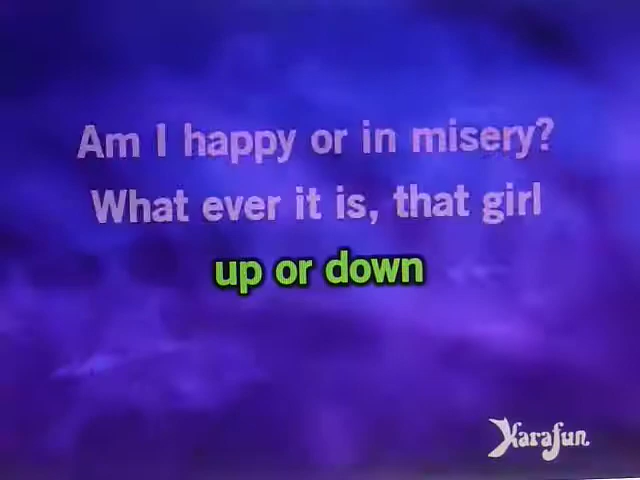 Am I happy or in misery?
What ever it is, that girl
up or down
Karafun